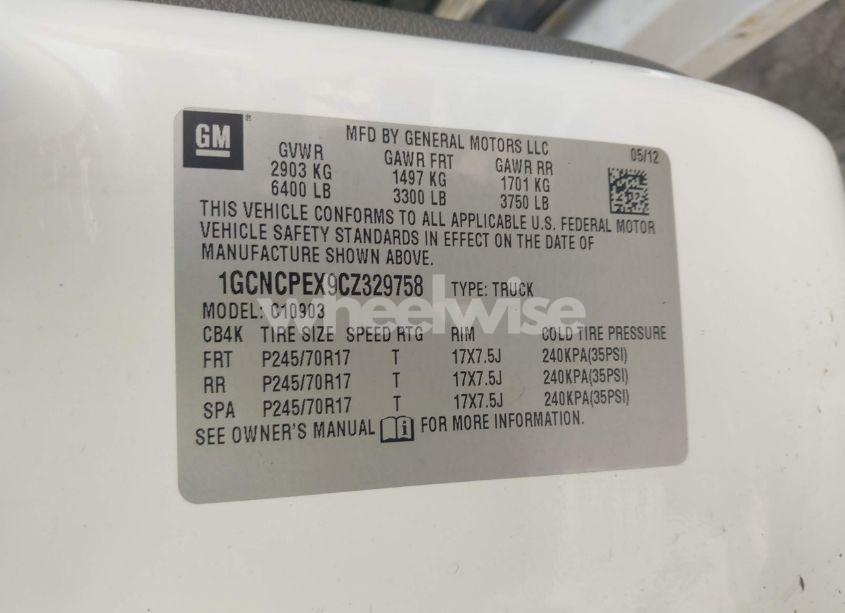 GM
MFD BY GENERAL MOTORS LLC
05/12
GVWR GAWR FRT GAWR RR
2903 KG 1497 KG 1701 KG
6400 LB 3300 LB 3750 LB
THIS VEHICLE CONFORMS TO ALL APPLICABLE U.S. FEDERAL MOTOR
VEHICLE SAFETY STANDARDS IN EFFECT ON THE DATE OF
MANUFACTURE SHOWN ABOVE.
1GCNCPEX9CZ329758 TYPE: TRUCK
wheelwise
MODEL: C10903
CB4K TIRE SIZE SPEED RTG RIM COLD TIRE PRESSURE
FRT P245/70R17 T 17X7.5J 240KPA(35PSI)
RR P245/70R17 T 17X7.5J 240KPA(35PSI)
SPA P245/70R17 T 17X7.5J 240KPA(35PSI)
SEE OWNER'S MANUAL FOR MORE INFORMATION.